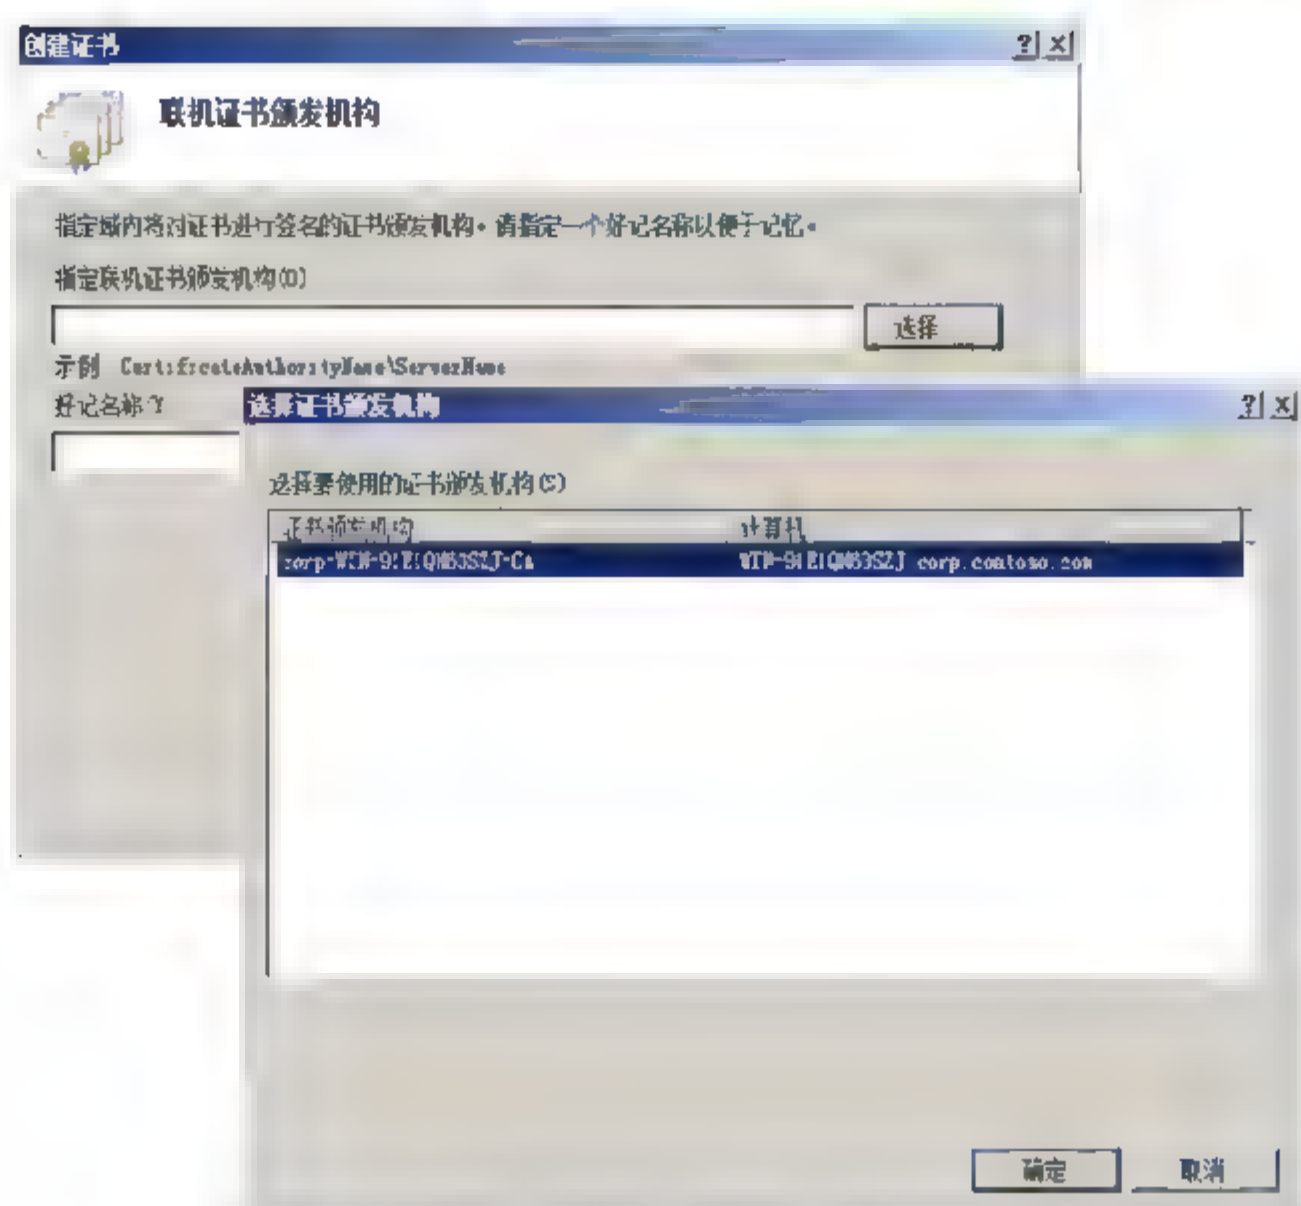 创建证书
联机证书颁发机构
指定域内将对证书进行签名的证书颁发机构。请指定一个好记名称以便于记忆。
指定联机证书颁发机构(O)
选择
示例 CertificateAuthorityName\ServerName
好记名称Y
选择证书颁发机构
选择要使用的证书颁发机构(S)
证书颁发机构 计算机
corp.contoso.com
确定 取消